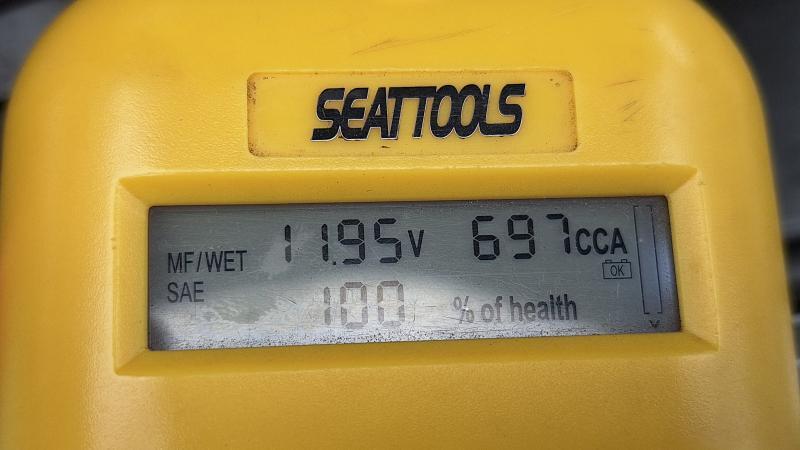 SEATTOOLS
MF/WET 11.95V 697CCA
OK
SAE 100 % of health
V